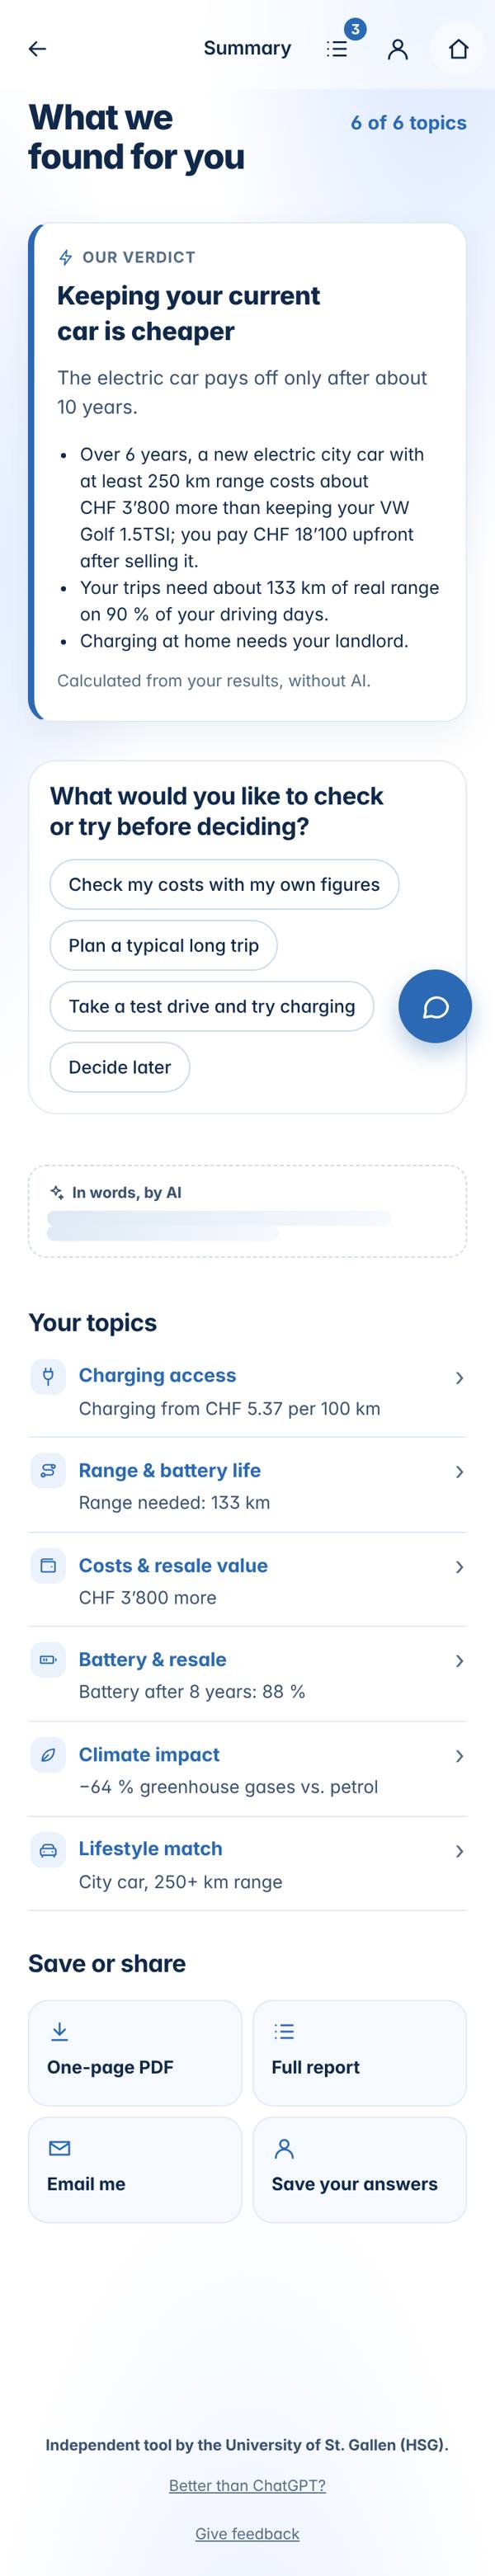 Summary
3
What we
found for you
6 of 6 topics
OUR VERDICT
Keeping your current
car is cheaper
The electric car pays off only after about
10 years.
• Over 6 years, a new electric city car with
at least 250 km range costs about
CHF 3’800 more than keeping your VW
Golf 1.5TSI; you pay CHF 18’100 upfront
after selling it.
• Your trips need about 133 km of real range
on 90 % of your driving days.
• Charging at home needs your landlord.
Calculated from your results, without AI.
What would you like to check
or try before deciding?
Check my costs with my own figures
Plan a typical long trip
Take a test drive and try charging
Decide later
In words, by AI
Your topics
Charging access
Charging from CHF 5.37 per 100 km
Range & battery life
Range needed: 133 km
Costs & resale value
CHF 3’800 more
Battery & resale
Battery after 8 years: 88 %
Climate impact
−64 % greenhouse gases vs. petrol
Lifestyle match
City car, 250+ km range
Save or share
One-page PDF
Full report
Email me
Save your answers
Independent tool by the University of St. Gallen (HSG).
Better than ChatGPT?
Give feedback